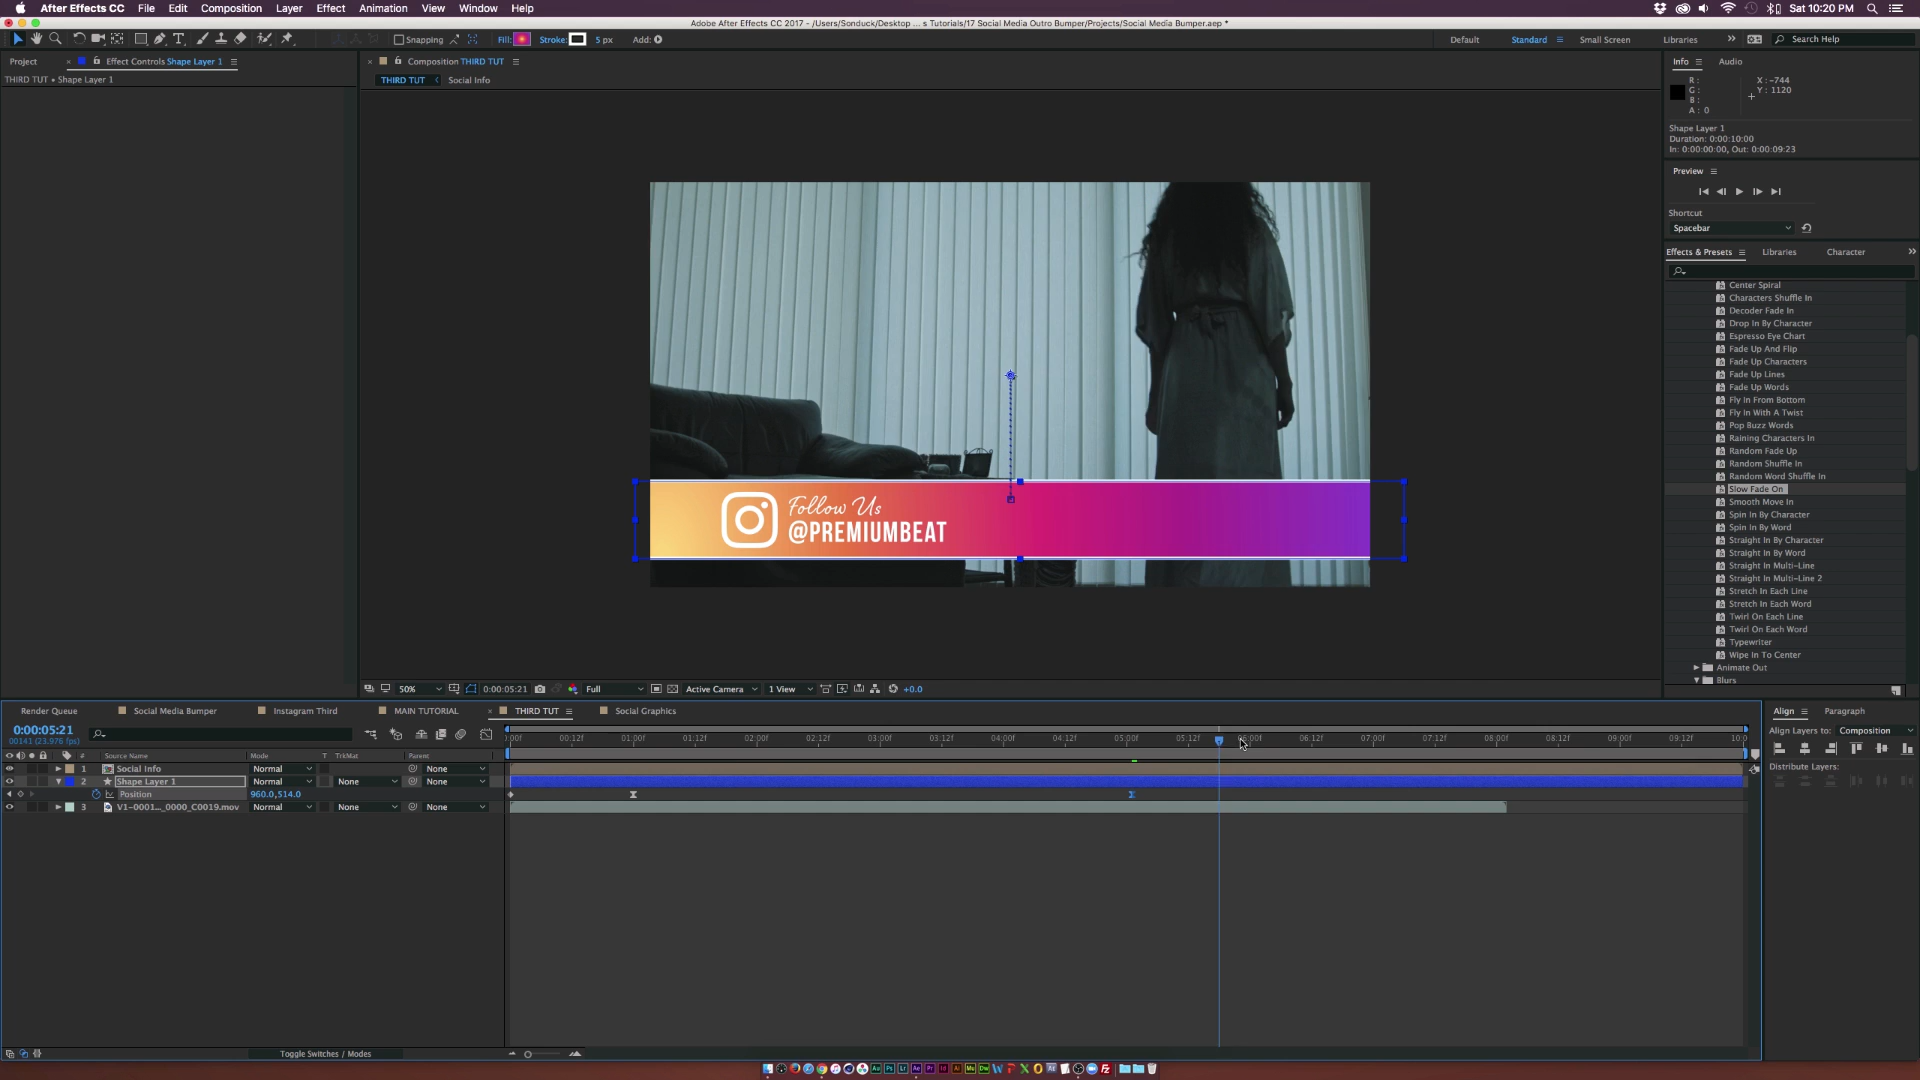 After Effects CC File Edit Composition Layer Effect Animation View Window Help
Sat 10:20 PM
Adobe After Effects CC 2017 - /Users/Sonduck/Desktop ... s Tutorials/17 Social Media Outro Bumper/Projects/Social Media Bumper.aep *
Snapping Fill: Stroke: 5 px Add:
Default Standard Small Screen Libraries Search Help
Project Effect Controls Shape Layer 1
THIRD TUT • Shape Layer 1
Composition THIRD TUT
THIRD TUT Social Info
Follow Us
@PREMIUMBEAT
50% 0:00:05:21 Full Active Camera 1 View +0.0
Info Audio
R :
G :
B :
A : 0
X : -744
Y : 1120
Shape Layer 1
Duration: 0:00:10:00
In: 0:00:00:00, Out: 0:00:09:23
Preview
Shortcut
Spacebar
Effects & Presets Libraries Character
Center Spiral
Characters Shuffle In
Decoder Fade In
Drop In By Character
Espresso Eye Chart
Fade Up And Flip
Fade Up Characters
Fade Up Lines
Fade Up Words
Fly In From Bottom
Fly In With A Twist
Pop Buzz Words
Raining Characters In
Random Fade Up
Random Shuffle In
Random Word Shuffle In
Slow Fade On
Smooth Move In
Spin In By Character
Spin In By Word
Straight In By Character
Straight In By Word
Straight In Multi-Line
Straight In Multi-Line 2
Stretch In Each Line
Stretch In Each Word
Twirl On Each Line
Twirl On Each Word
Typewriter
Wipe In To Center
Animate Out
Blurs
Render Queue Social Media Bumper Instagram Third MAIN TUTORIAL THIRD TUT Social Graphics
0:00:05:21
00141 (23.976 fps)
:00f 00:12f 01:00f 01:12f 02:00f 02:12f 03:00f 03:12f 04:00f 04:12f 05:00f 05:12f 06:00f 06:12f 07:00f 07:12f 08:00f 08:12f 09:00f 09:12f 10:0
# Source Name Mode T TrkMat Parent
1 Social Info Normal None
2 Shape Layer 1 Normal None None
Position 960.0,514.0
3 V1-0001..._0000_C0019.mov Normal None None
Toggle Switches / Modes
Align Paragraph
Align Layers to: Composition
Distribute Layers: